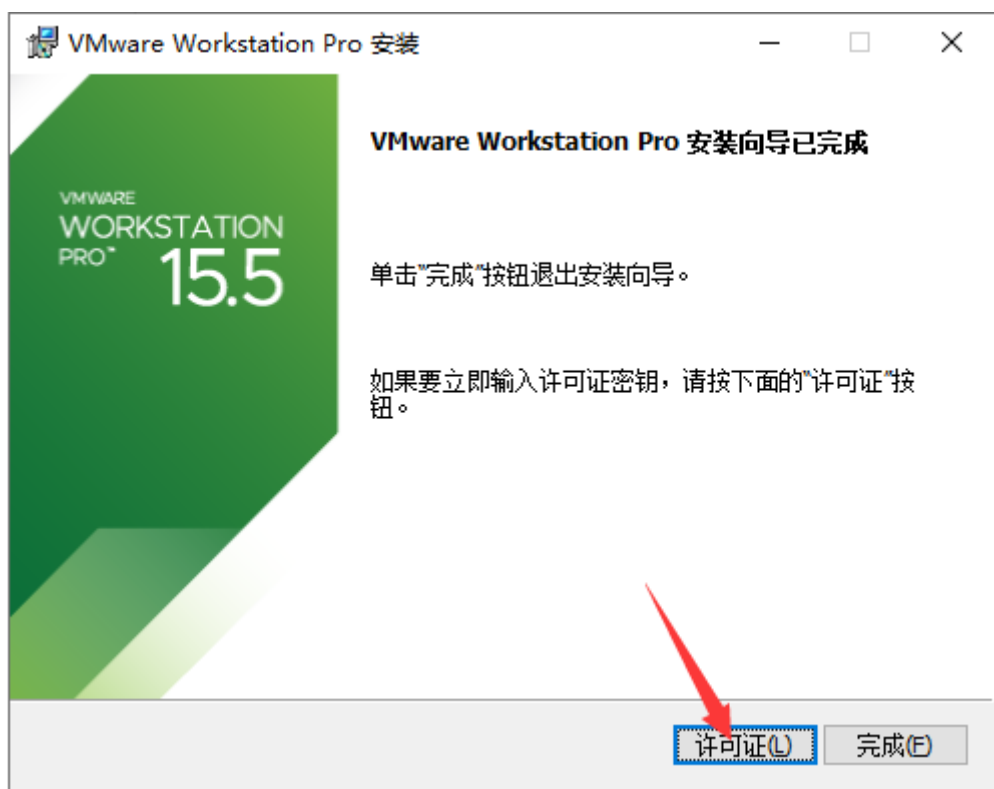 VMware Workstation Pro 安装
VMware Workstation Pro 安装向导已完成
VMWARE
WORKSTATION
PRO™ 15.5
单击"完成"按钮退出安装向导。
如果要立即输入许可证密钥，请按下面的"许可证"按
钮。
许可证(L) 完成(F)